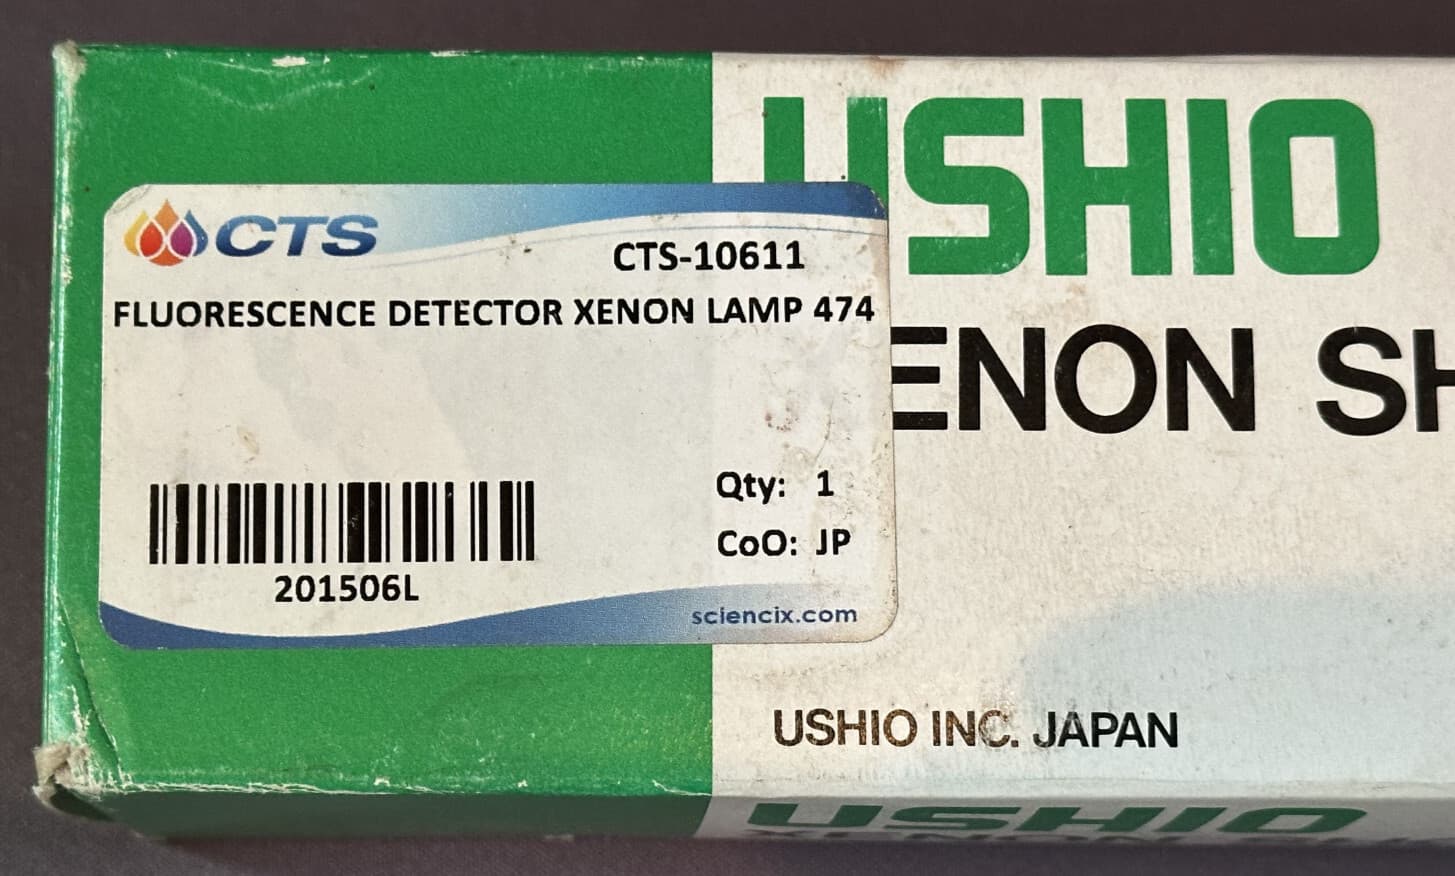 USHIO
CTS
CTS-10611
FLUORESCENCE DETECTOR XENON LAMP 474
ENON SH
Qty: 1
CoO: JP
201506L
sciencix.com
USHIO INC. JAPAN
USHIO